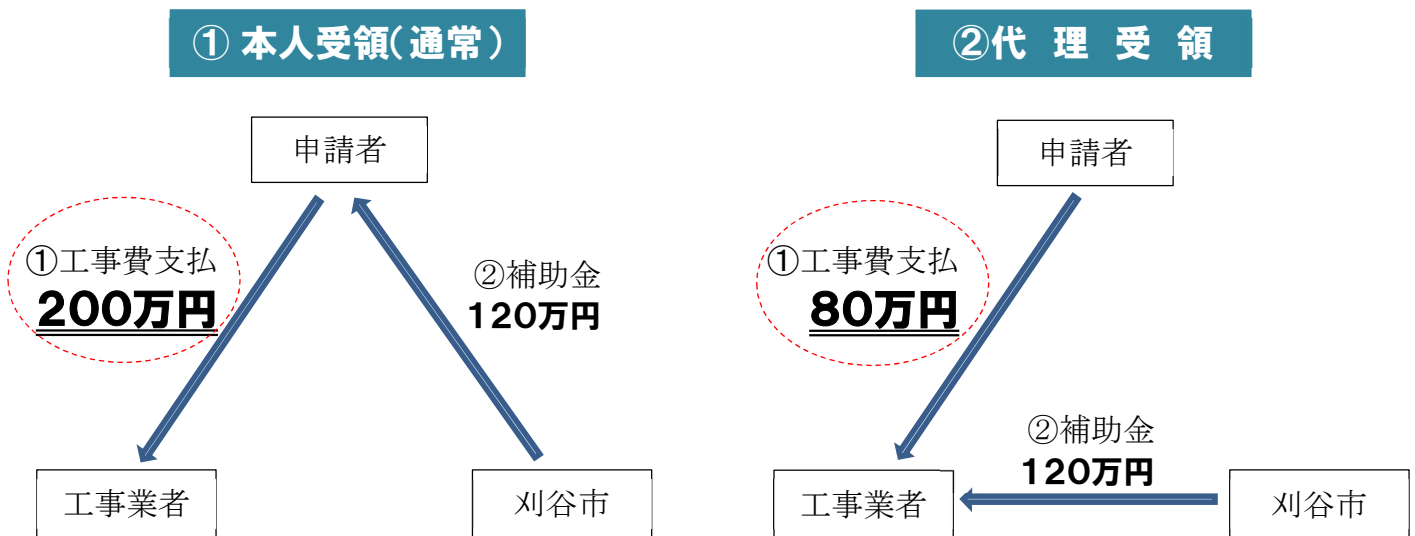 ① 本人受領(通常)
申請者
①工事費支払
200万円
②補助金
120万円
工事業者
刈谷市
②代 理 受 領
申請者
①工事費支払
80万円
②補助金
120万円
工事業者
刈谷市